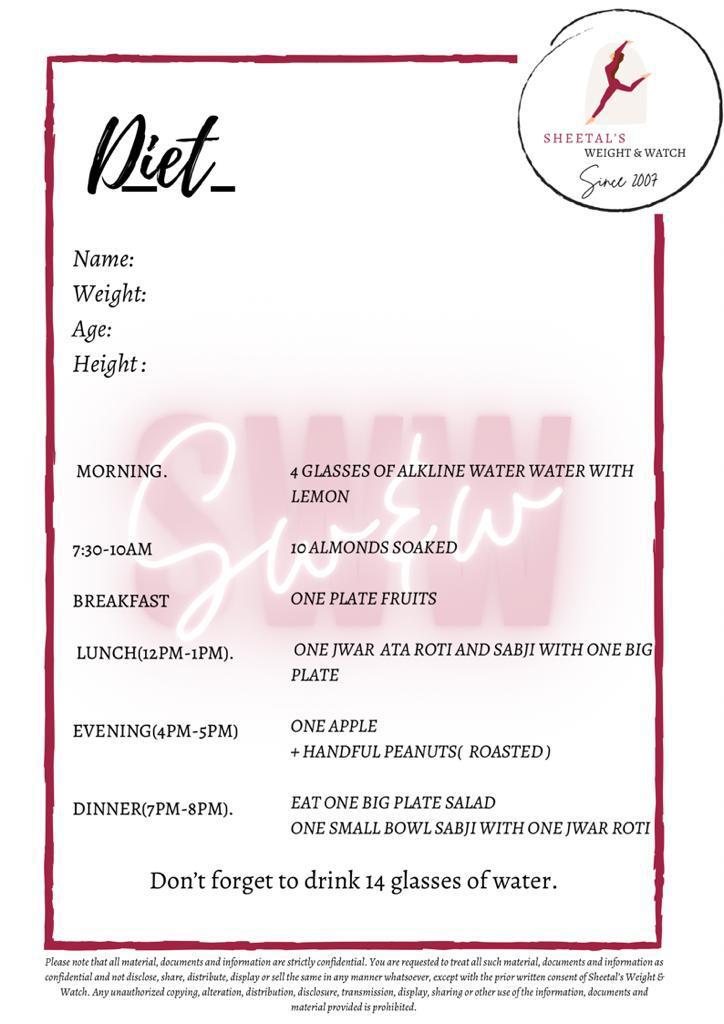 SHEETAL'S
WEIGHT & WATCH
Since 2007
Diet
Name:
Weight:
Age:
Height :
SWW
Sw&w
MORNING. 4 GLASSES OF ALKLINE WATER WATER WITH
LEMON
7:30-10AM 10 ALMONDS SOAKED
BREAKFAST ONE PLATE FRUITS
LUNCH(12PM-1PM). ONE JWAR ATA ROTI AND SABJI WITH ONE BIG
PLATE
EVENING(4PM-5PM) ONE APPLE
+ HANDFUL PEANUTS( ROASTED )
DINNER(7PM-8PM). EAT ONE BIG PLATE SALAD
ONE SMALL BOWL SABJI WITH ONE JWAR ROTI
Don't forget to drink 14 glasses of water.
Please note that all material, documents and information are strictly confidential. You are requested to treat all such material, documents and information as
confidential and not disclose, share, distribute, display or sell the same in any manner whatsoever, except with the prior written consent of Sheetal's Weight &
Watch. Any unauthorized copying, alteration, distribution, disclosure, transmission, display, sharing or other use of the information, documents and
material provided is prohibited.